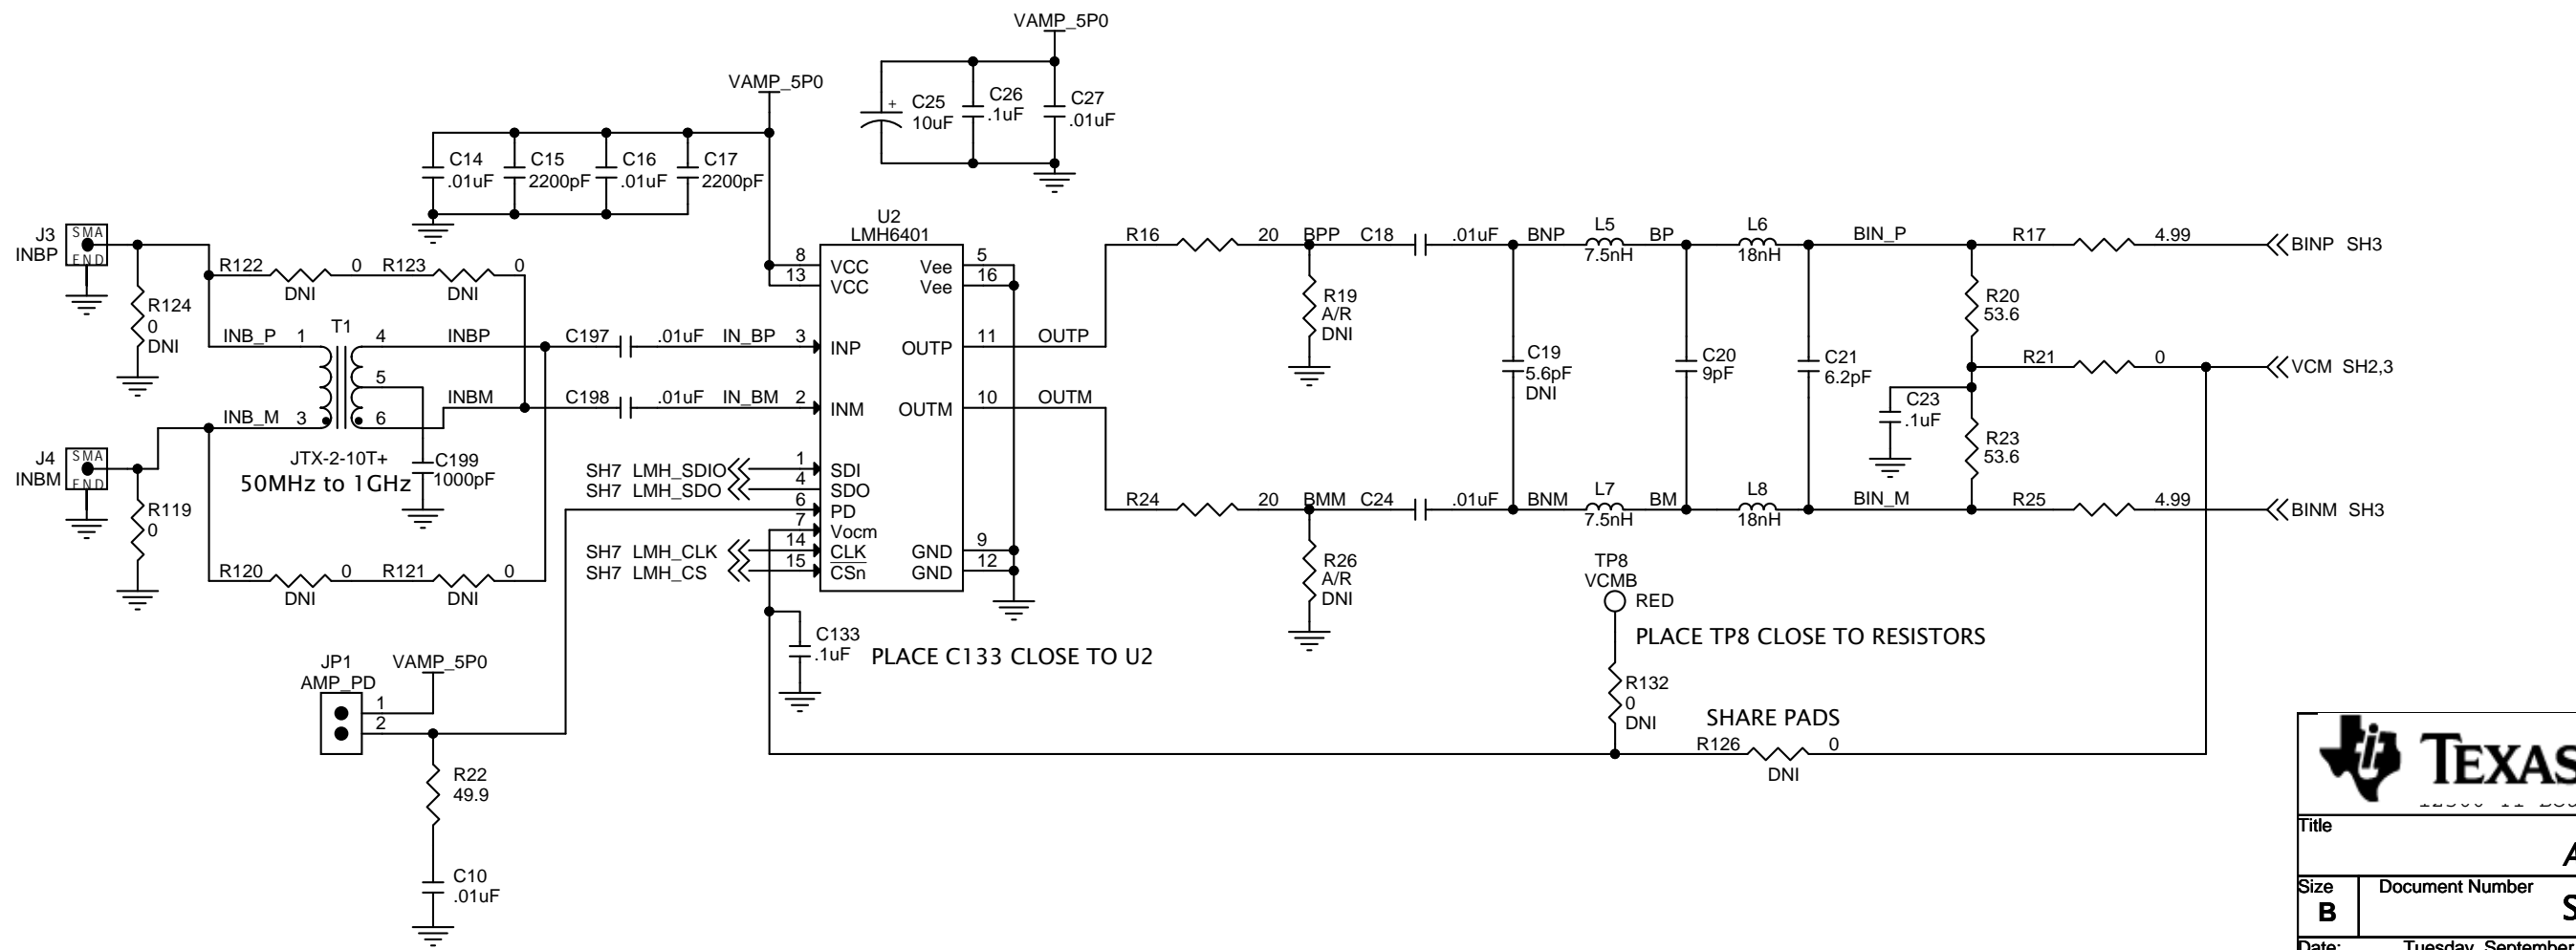 VAMP_5P0
C25
10uF
+
C26
.1uF
C27
.01uF
VAMP_5P0
C14
.01uF
C15
2200pF
C16
.01uF
C17
2200pF
J3
INBP
SMA
END
R122 0
DNI
R123 0
DNI
R124
0
DNI
T1
INB_P 1
4 INBP
5
INB_M 3
6 INBM
JTX-2-10T+
50MHz to 1GHz
C199
1000pF
J4
INBM
SMA
END
R119
0
R120 0
DNI
R121 0
DNI
C197 .01uF IN_BP 3
C198 .01uF IN_BM 2
U2
LMH6401
8 VCC
13 VCC
INP
INM
Vee 5
Vee 16
OUTP 11 OUTP
OUTM 10 OUTM
SH7 LMH_SDIO 1 SDI
SH7 LMH_SDO 4 SDO
6 PD
7 Vocm
SH7 LMH_CLK 14 CLK
SH7 LMH_CS 15 CSn
GND 9
GND 12
C133
.1uF
PLACE C133 CLOSE TO U2
JP1
AMP_PD
1
2
VAMP_5P0
R22
49.9
C10
.01uF
R16 20 BPP C18 .01uF BNP
L5
7.5nH
BP
L6
18nH
BIN_P
R17 4.99 BINP SH3
R19
A/R
DNI
C19
5.6pF
DNI
C20
9pF
C21
6.2pF
R20
53.6
R21 0 VCM SH2,3
C23
.1uF
R23
53.6
R24 20 BMM C24 .01uF BNM
L7
7.5nH
BM
L8
18nH
BIN_M
R25 4.99 BINM SH3
R26
A/R
DNI
TP8
VCMB
RED
PLACE TP8 CLOSE TO RESISTORS
R132
0
DNI
SHARE PADS
R126 0
DNI
TEXAS
Title
Size
B
Document Number
Date: Tuesday, September